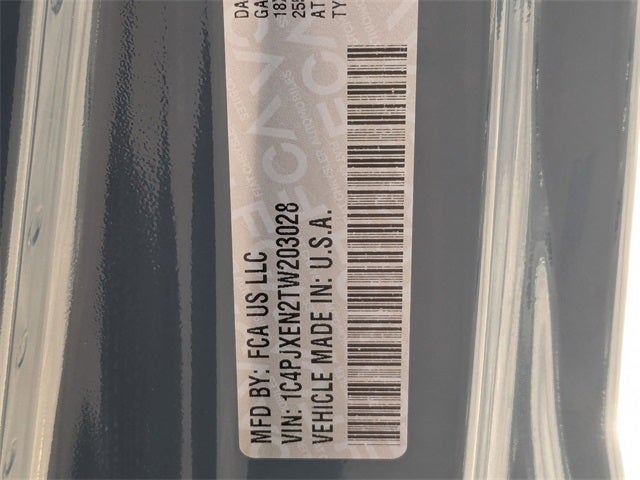 MFD BY: FCA US LLC
VIN: 1C4PJXEN2TW203028
VEHICLE MADE IN: U.S.A.